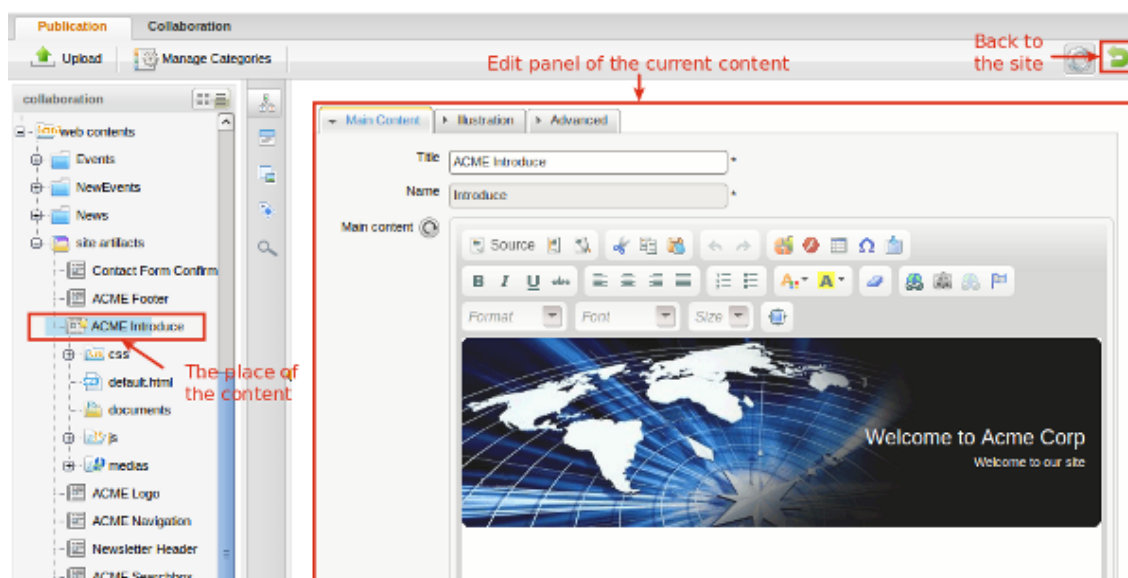 Publication Collaboration
Upload Manage Categories
Back to
the site
Edit panel of the current content
collaboration
web contents
Events
NewEvents
News
site artifacts
Contact Form Confirm
ACME Footer
ACME Introduce
css
default.html
documents
js
medias
ACME Logo
ACME Navigation
Newsletter Header
ACME Searchbox
The place of
the content
Main Content Illustration Advanced
Title ACME Introduce *
Name Introduce *
Main content
Source
B I U abc
A A
Format Font Size
Welcome to Acme Corp
Welcome to our site